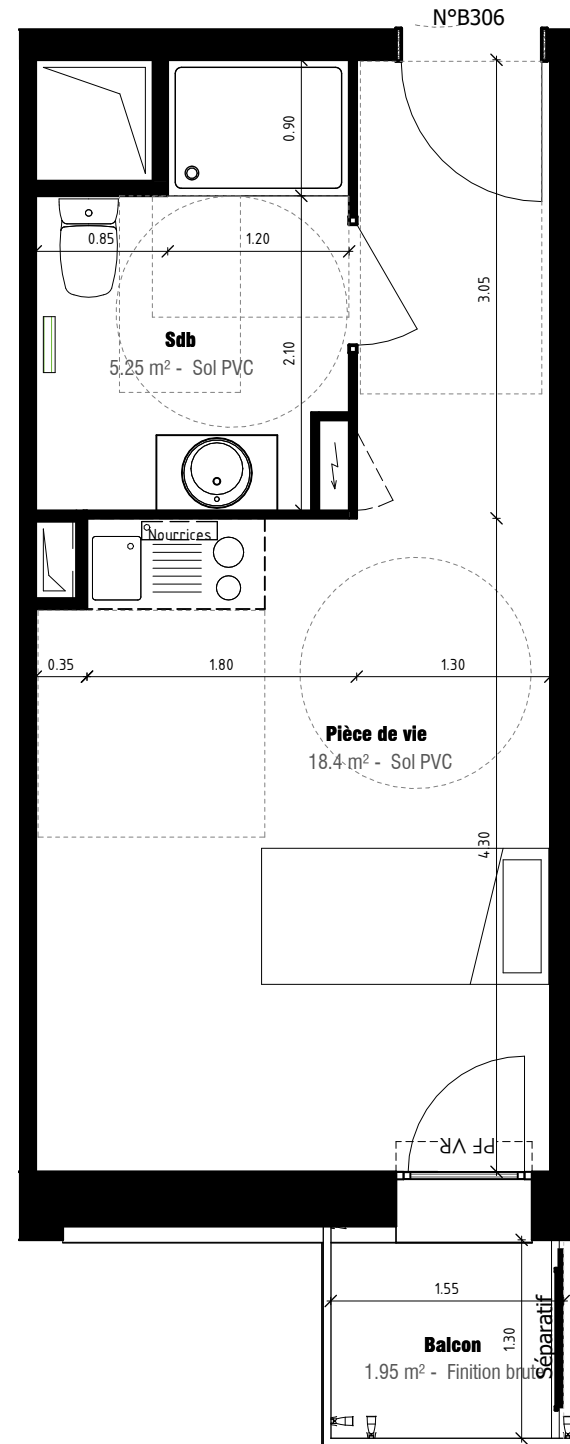 N°B306
0.90
0.85
1.20
3.05
Sdb
5.25 m² - Sol PVC
2.10
Nourrices
0.35
1.80
1.30
Pièce de vie
18.4 m² - Sol PVC
4.30
PF VR
1.55
1.30
Séparatif
Balcon
1.95 m² - Finition brute